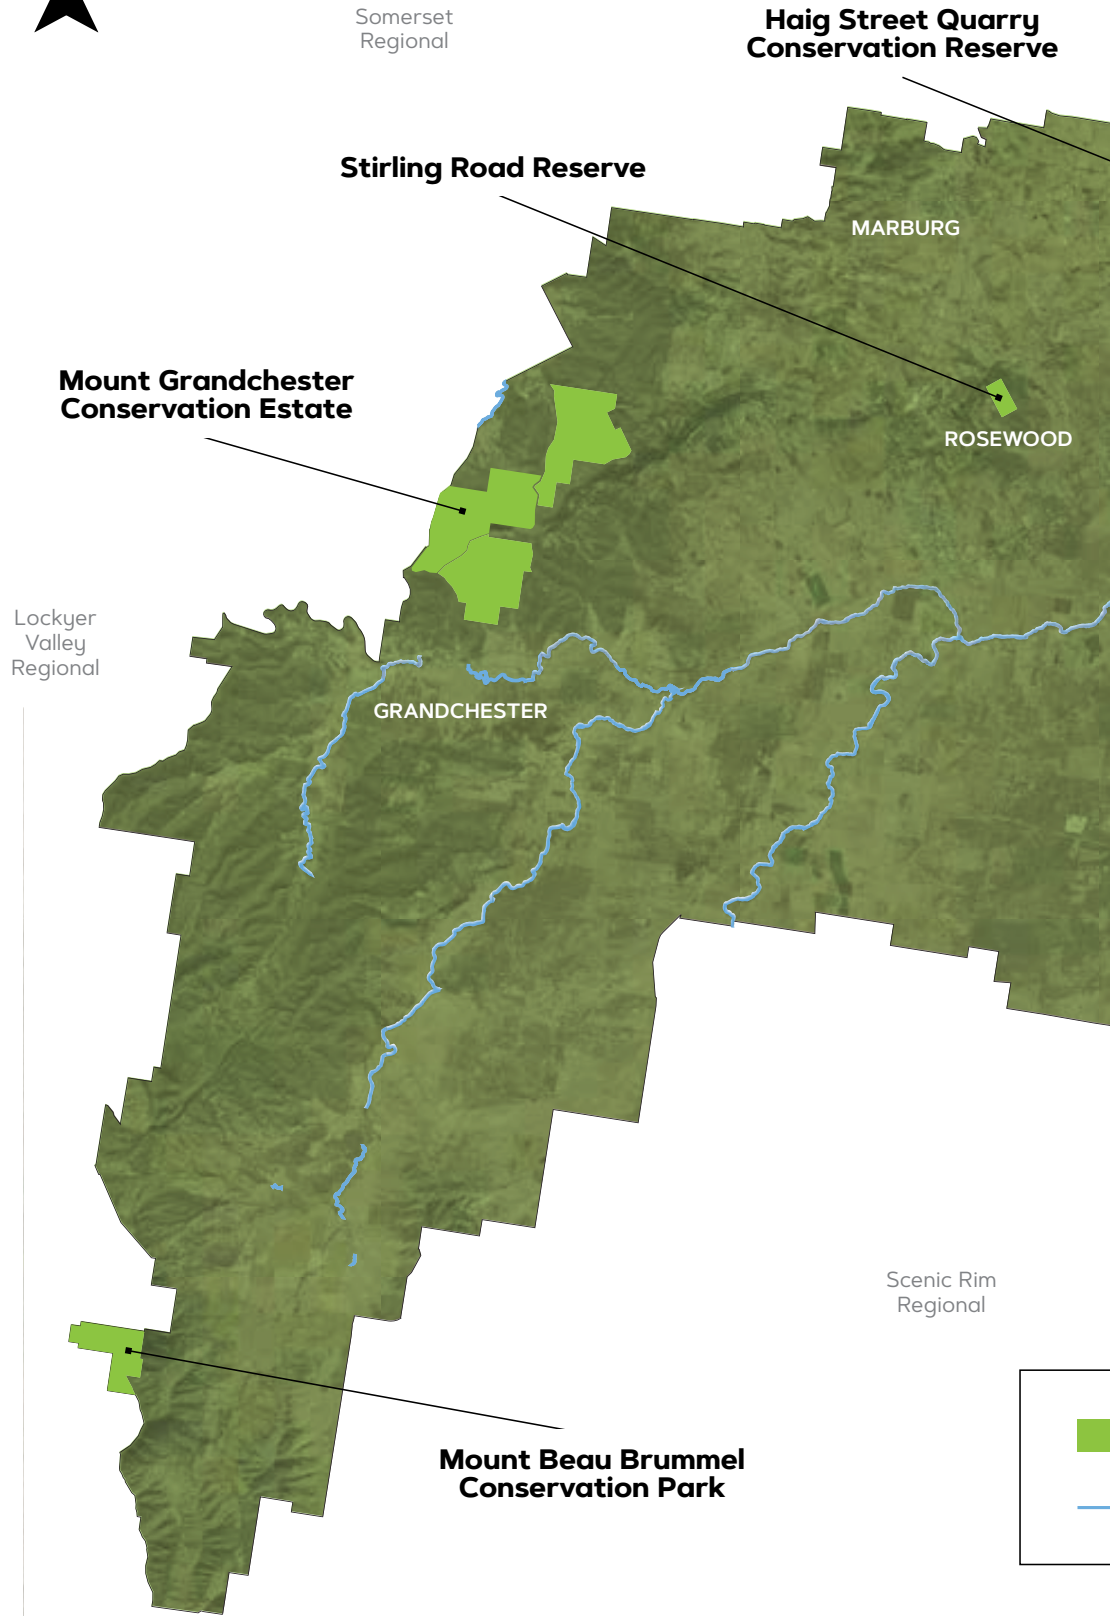 Somerset
Regional
Haig Street Quarry
Conservation Reserve
Stirling Road Reserve
MARBURG
Mount Grandchester
Conservation Estate
ROSEWOOD
Lockyer
Valley
Regional
GRANDCHESTER
Scenic Rim
Regional
Mount Beau Brummel
Conservation Park